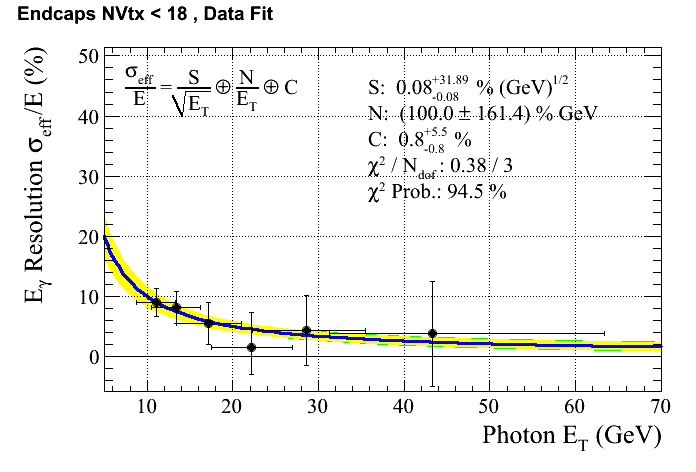 Endcaps NVtx < 18 , Data Fit
σeff/E = S/√ET ⊕ N/ET ⊕ C
S: 0.08 +31.89 -0.08 % (GeV)1/2
N: (100.0 ± 161.4) % GeV
C: 0.8 +5.5 -0.8 %
χ2 / Ndof : 0.38 / 3
χ2 Prob.: 94.5 %
Eγ Resolution σeff/E (%)
50
40
30
20
10
0
10 20 30 40 50 60 70
Photon ET (GeV)